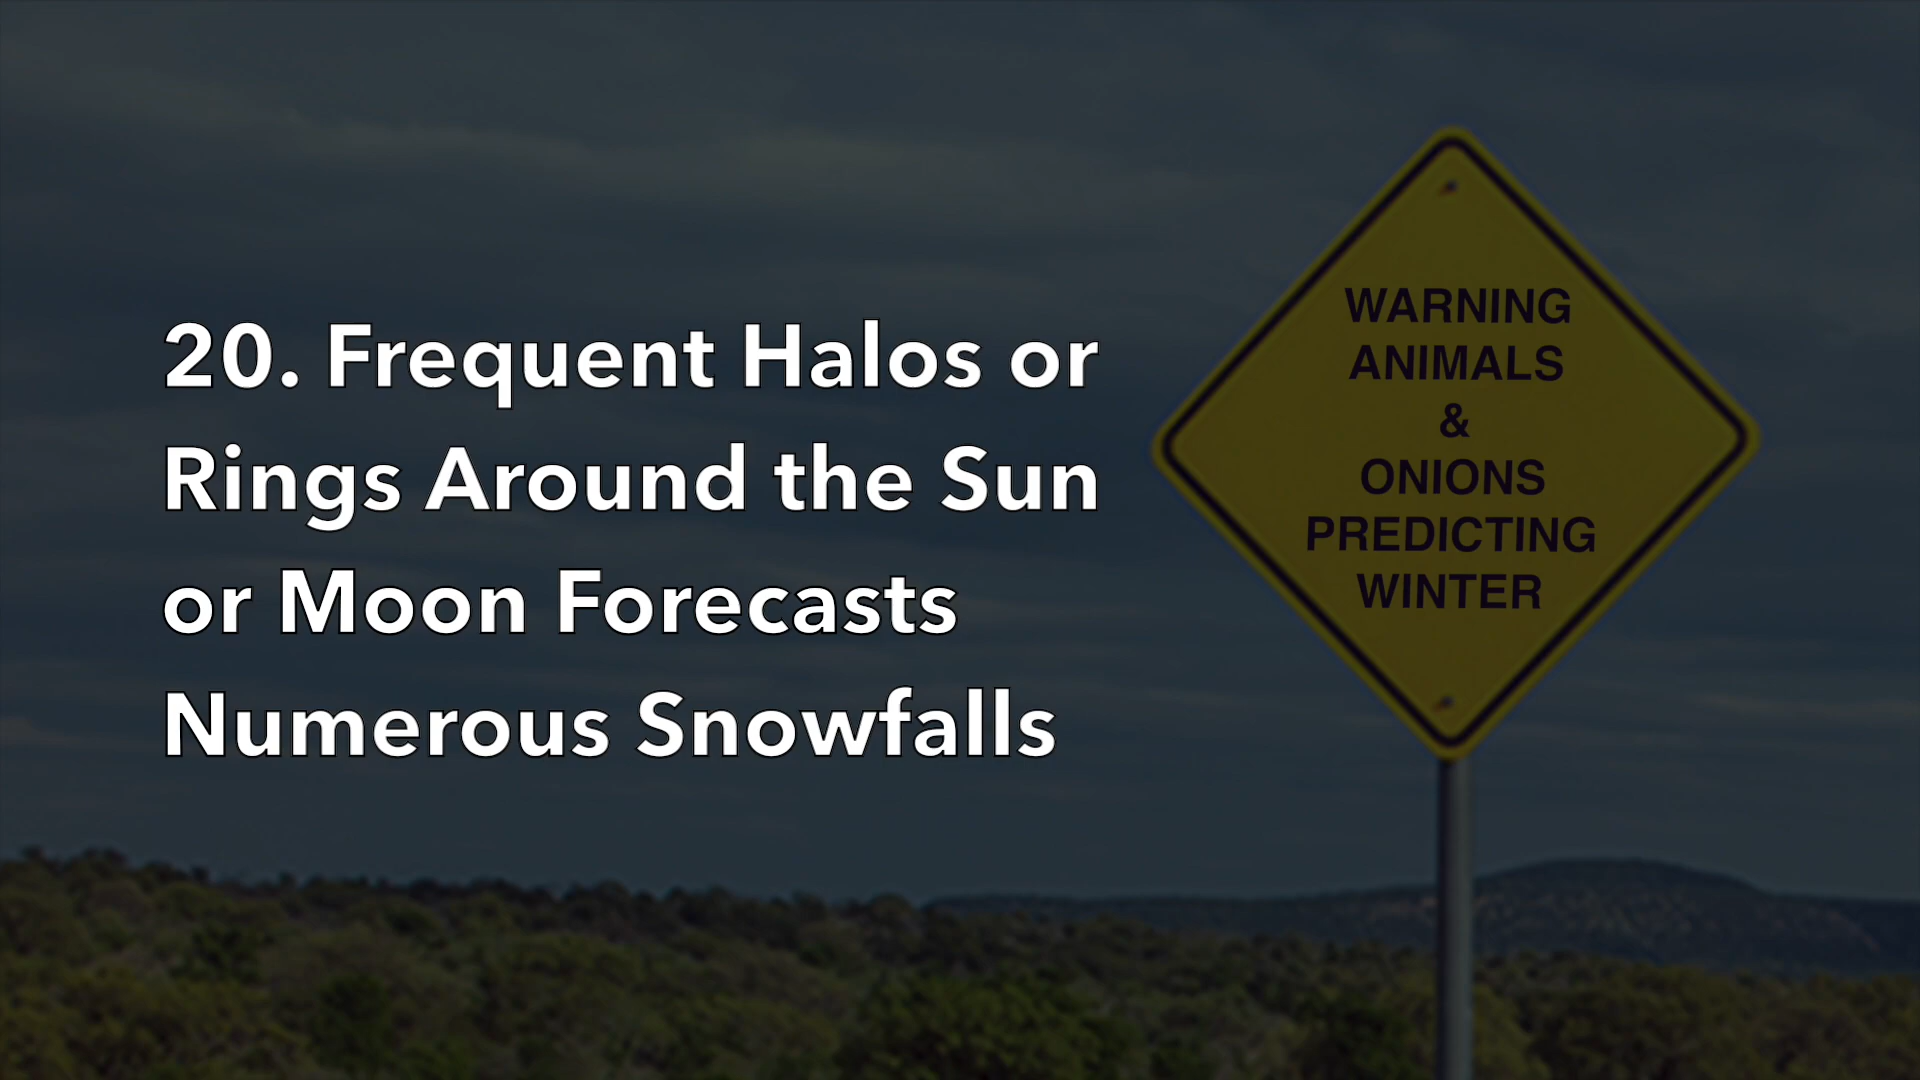 20. Frequent Halos or
Rings Around the Sun
or Moon Forecasts
Numerous Snowfalls
WARNING
ANIMALS
&
ONIONS
PREDICTING
WINTER